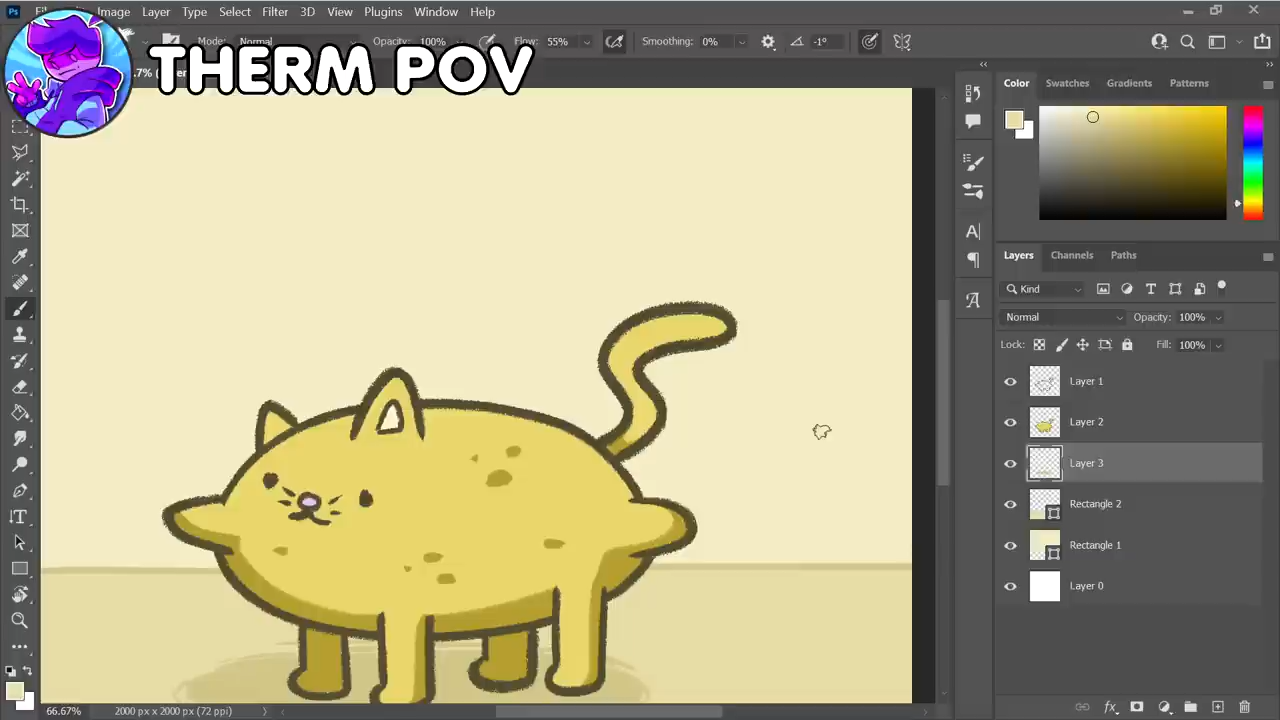 Ps Image Layer Type Select Filter 3D View Plugins Window Help
Mode: Normal Opacity: 100% Flow: 55% Smoothing: 0% -1°
THERM POV
Color Swatches Gradients Patterns
Layers Channels Paths
Kind
Normal Opacity: 100%
Lock: Fill: 100%
Layer 1
Layer 2
Layer 3
Rectangle 2
Rectangle 1
Layer 0
66.67% 2000 px x 2000 px (72 ppi)